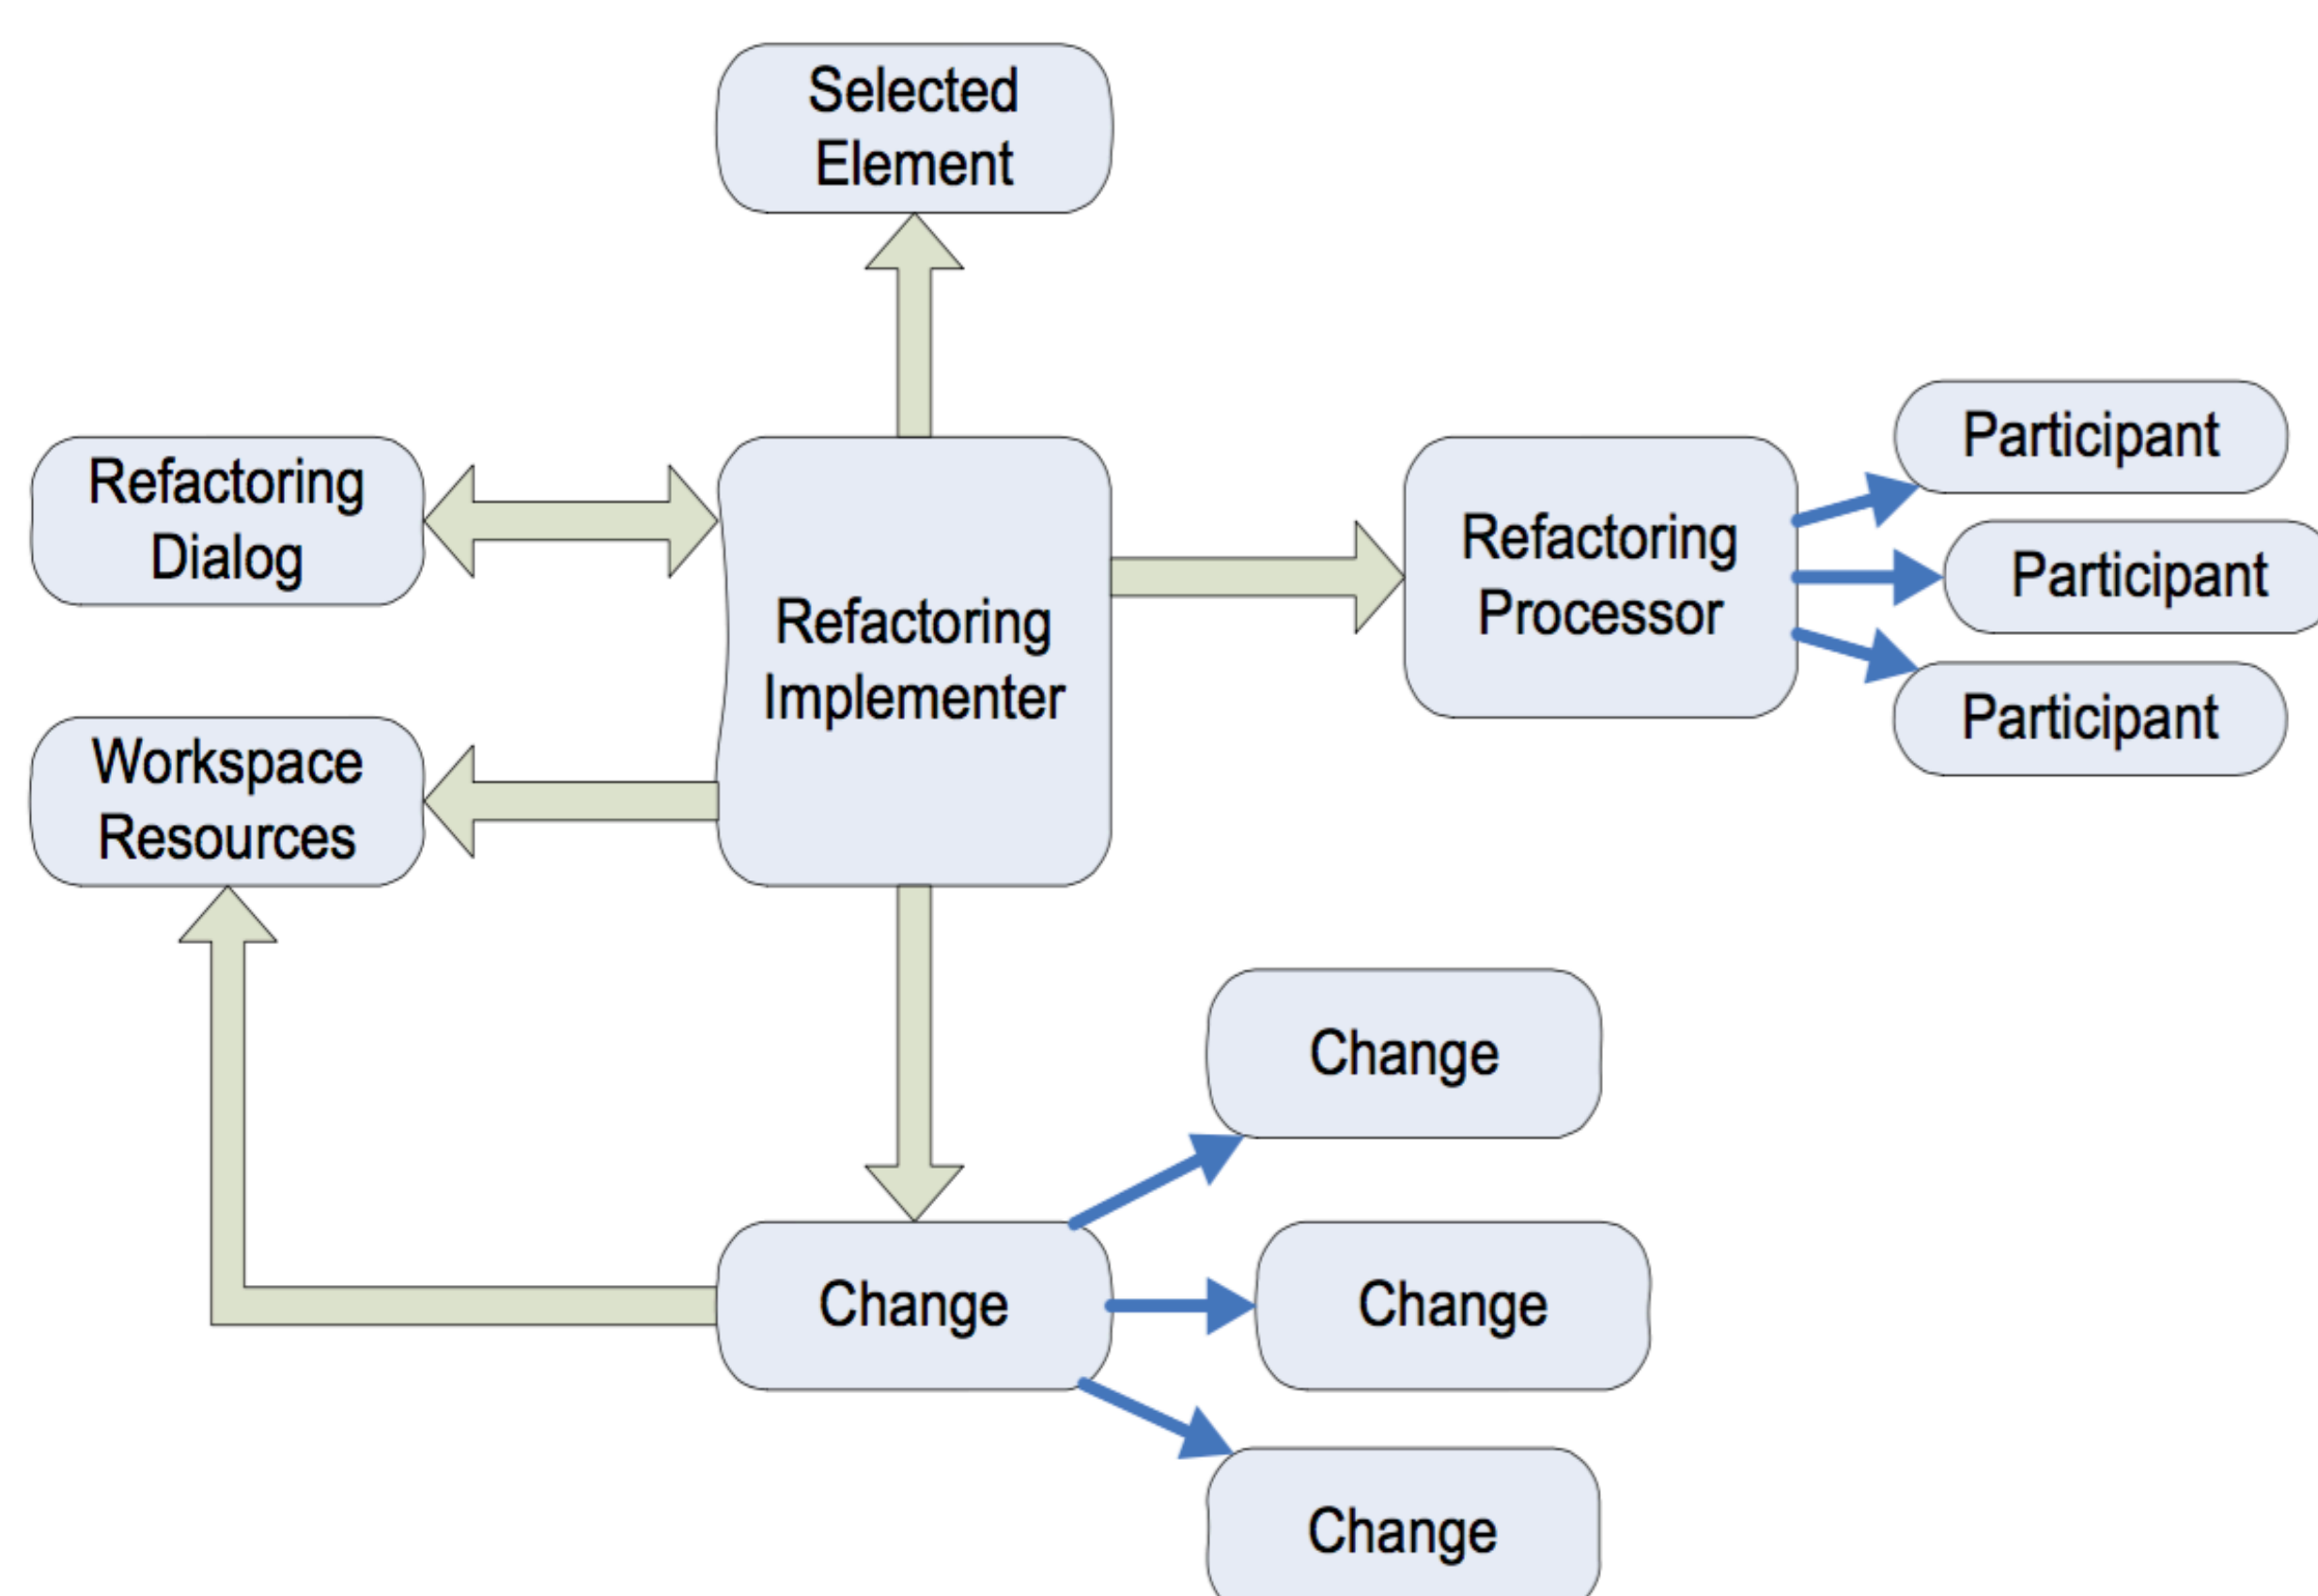 Selected
Element
Refactoring
Dialog
Refactoring
Implementer
Refactoring
Processor
Participant
Participant
Participant
Workspace
Resources
Change
Change
Change
Change